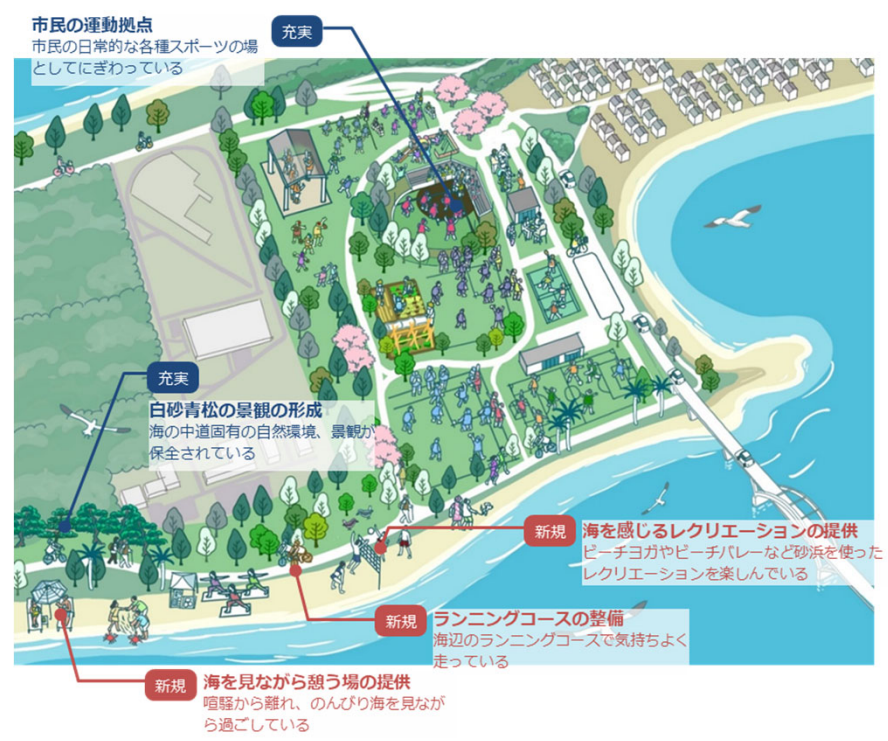 市民の運動拠点
市民の日常的な各種スポーツの場
としてにぎわっている
充実
充実
白砂青松の景観の形成
海の中道固有の自然環境、景観が
保全されている
新規
海を感じるレクリエーションの提供
ビーチヨガやビーチバレーなど砂浜を使った
レクリエーションを楽しんでいる
新規
ランニングコースの整備
海辺のランニングコースで気持ちよく
走っている
新規
海を見ながら憩う場の提供
喧騒から離れ、のんびり海を見なが
ら過ごしている